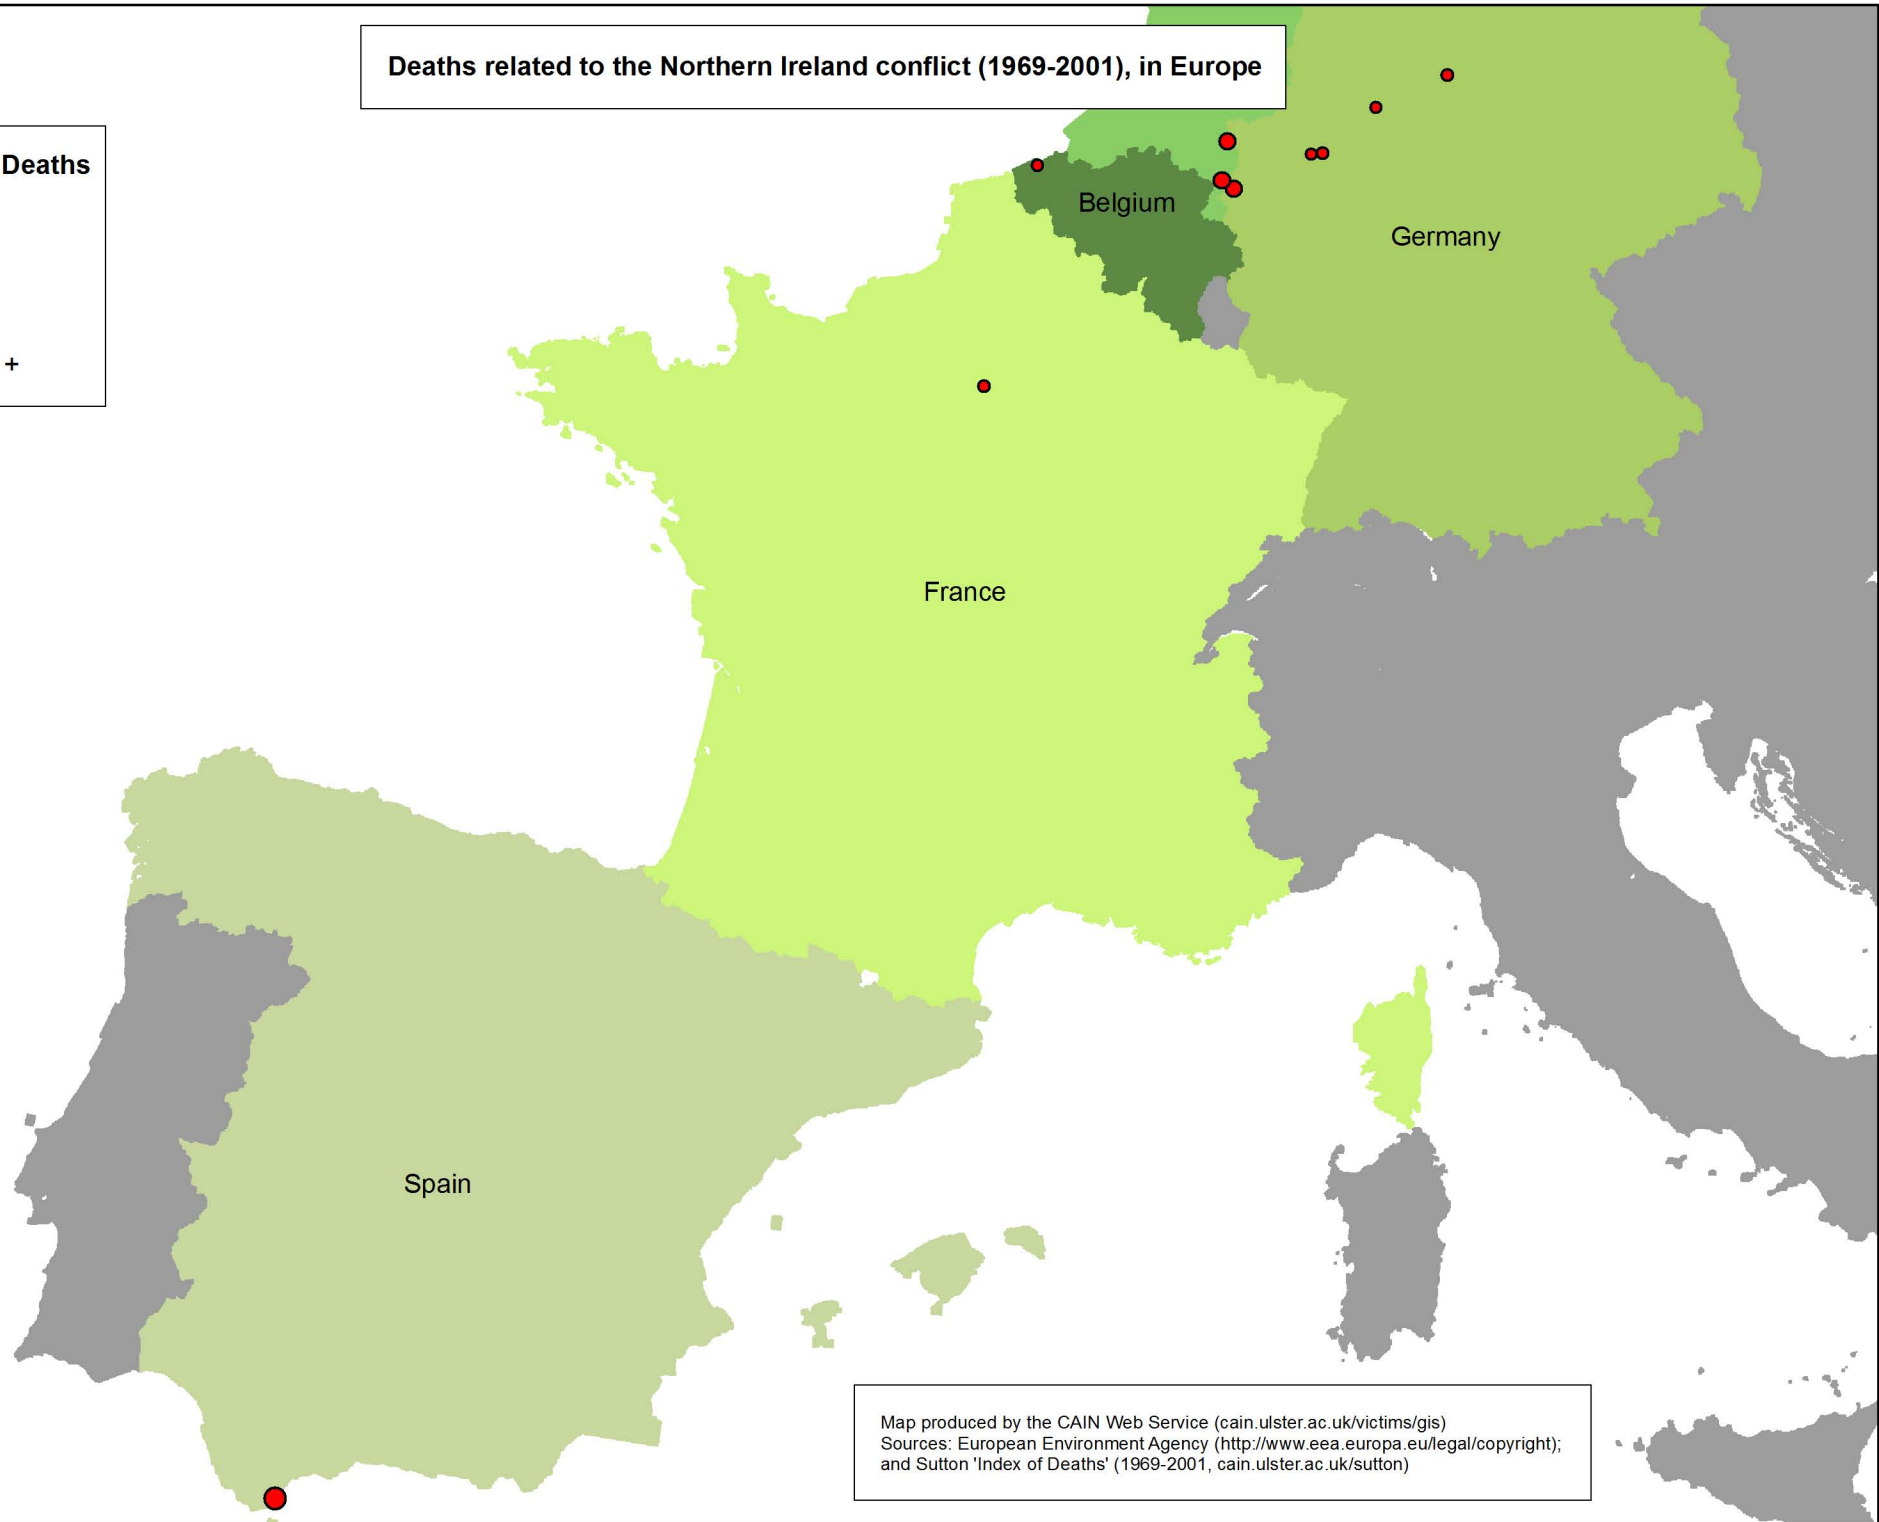 Deaths related to the Northern Ireland conflict (1969-2001), in Europe
Deaths
+
Belgium
Germany
France
Spain
Map produced by the CAIN Web Service (cain.ulster.ac.uk/victims/gis)
Sources: European Environment Agency (http://www.eea.europa.eu/legal/copyright);
and Sutton 'Index of Deaths' (1969-2001, cain.ulster.ac.uk/sutton)